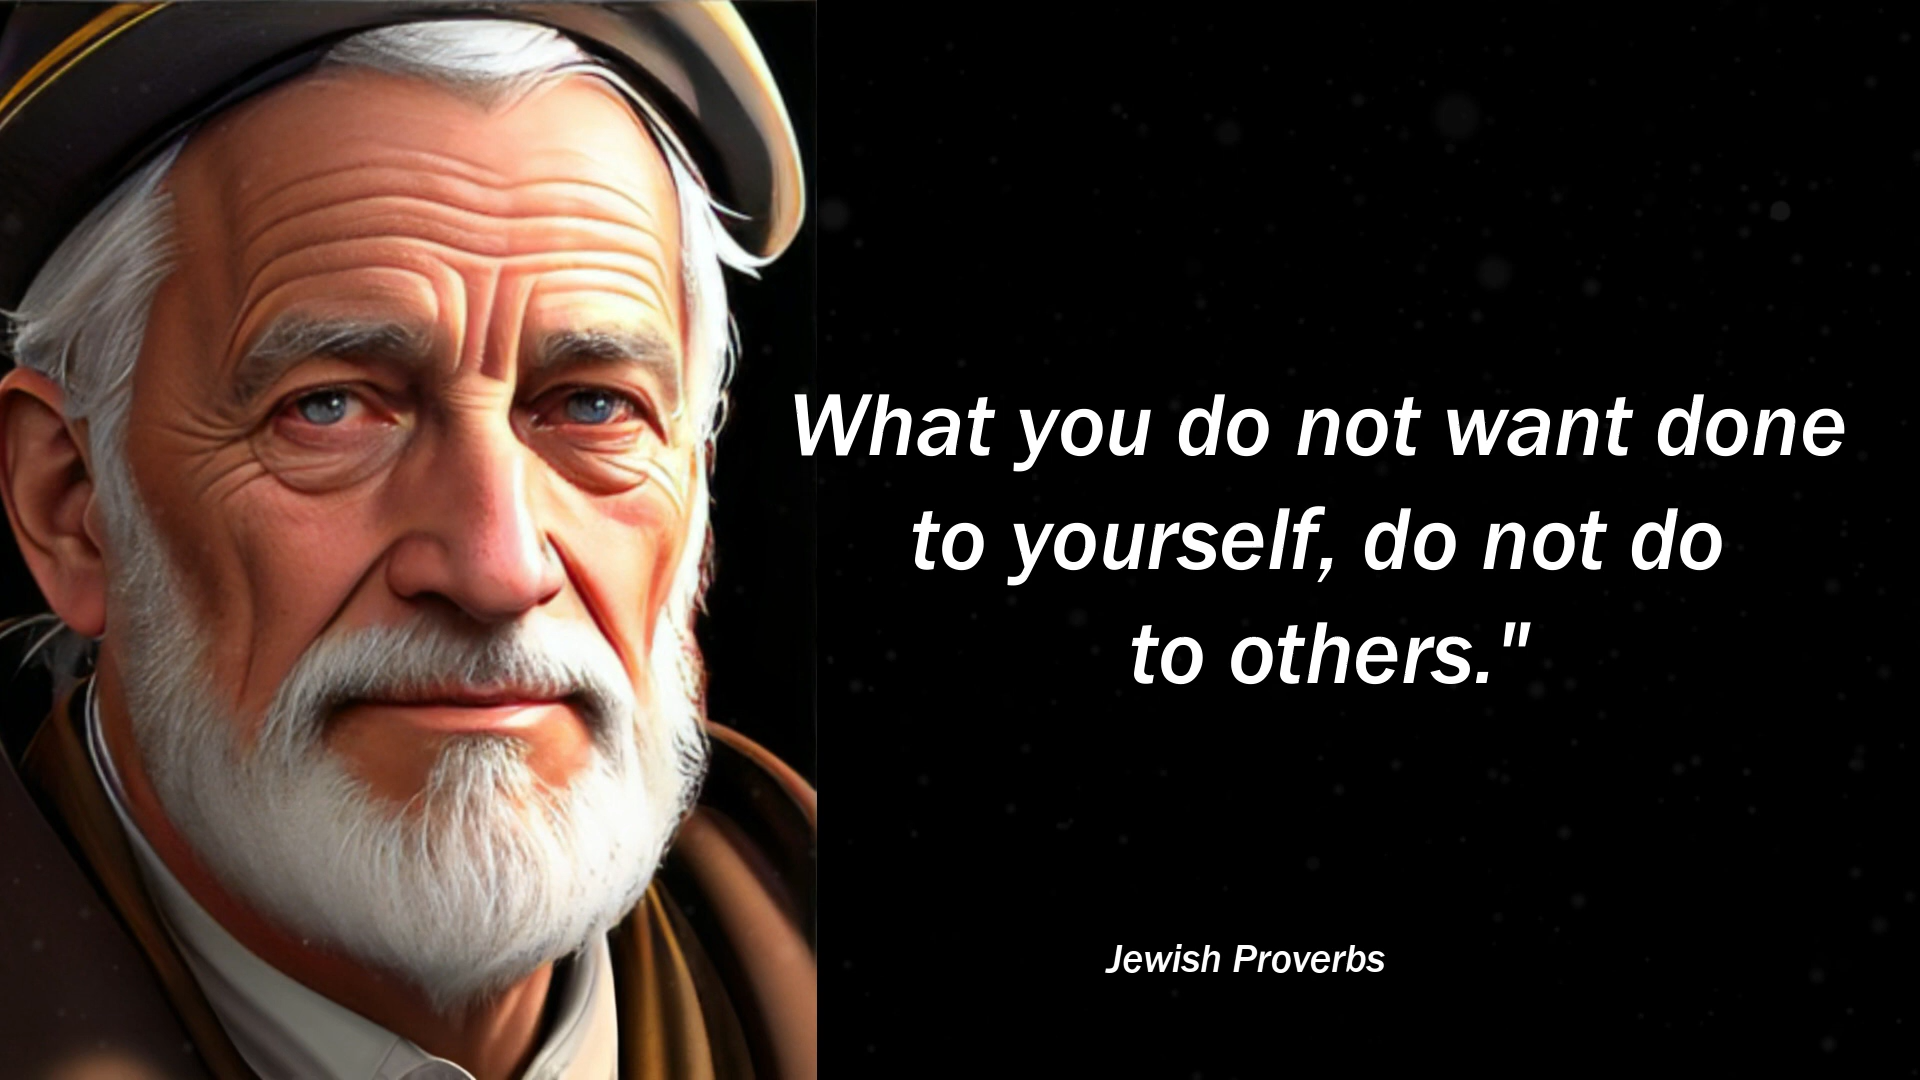 What you do not want done
to yourself, do not do
to others."
Jewish Proverbs